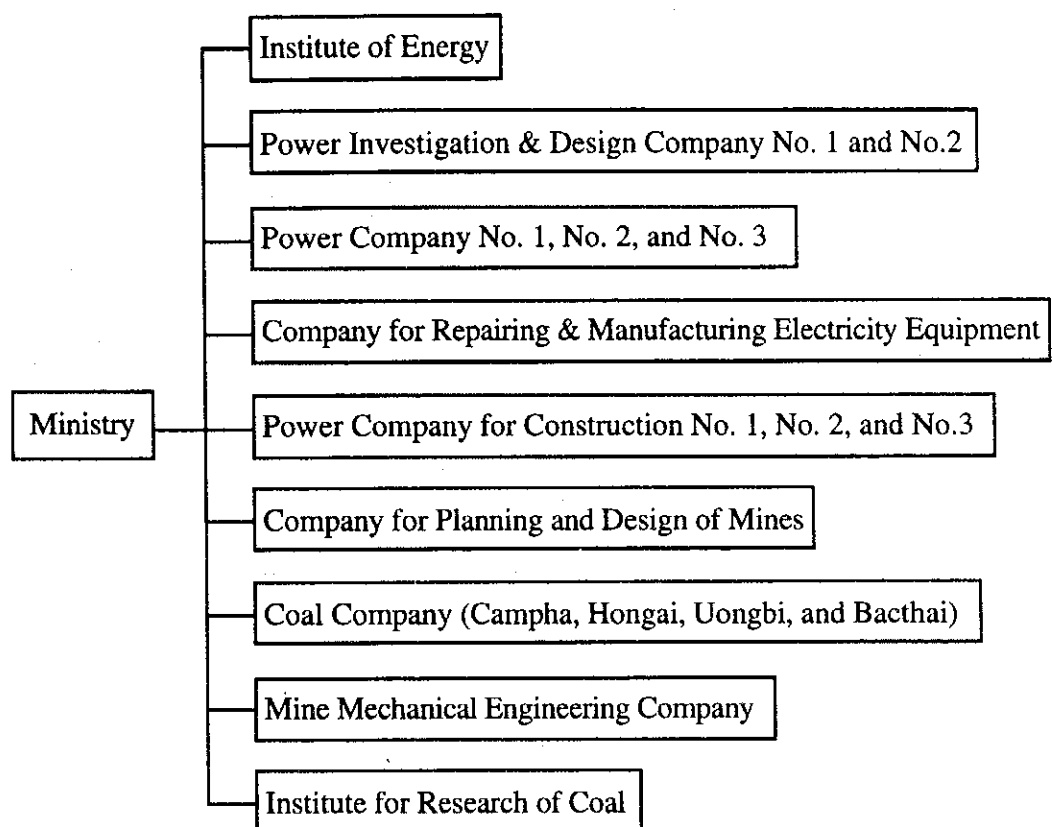 Institute of Energy
Power Investigation & Design Company No. 1 and No.2
Power Company No. 1, No. 2, and No. 3
Company for Repairing & Manufacturing Electricity Equipment
Ministry
Power Company for Construction No. 1, No. 2, and No.3
Company for Planning and Design of Mines
Coal Company (Campha, Hongai, Uongbi, and Bacthai)
Mine Mechanical Engineering Company
Institute for Research of Coal